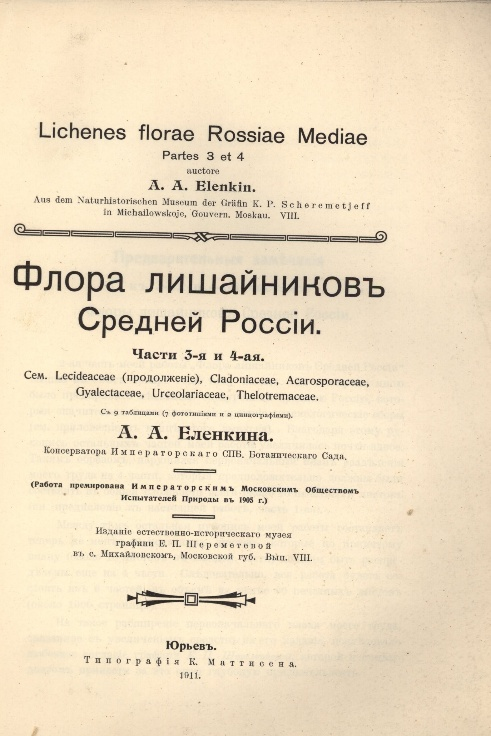 Lichenes florae Rossiae Mediae
Partes 3 et 4
auctore
A. A. Elenkin.
Aus dem Naturhistorischen Museum der Gräfin K. P. Scheremetjeff
in Michailowskoje, Gouvern. Moskau. VIII.
Флора лишайниковъ
Средней Россіи.
Части 3-я и 4-ая.
Сем. Lecideaceae (продолженіе), Cladoniaceae, Acarosporaceae,
Gyalectaceae, Urceolariaceae, Thelotremaceae.
Съ 9 таблицами (7 фототипіями и 2 цинкографіями).
А. А. Еленкина.
Консерватора Императорскаго СПБ. Ботаническаго Сада.
(Работа премирована Императорскимъ Московскимъ Обществомъ
Испытателей Природы въ 1905 г.)
Изданіе естественно-историческаго музея
графини Е. П. Шереметевой
въ с. Михайловскомъ, Московской губ. Вып. VIII.
Юрьевъ.
Типографія К. Маттисена.
1911.